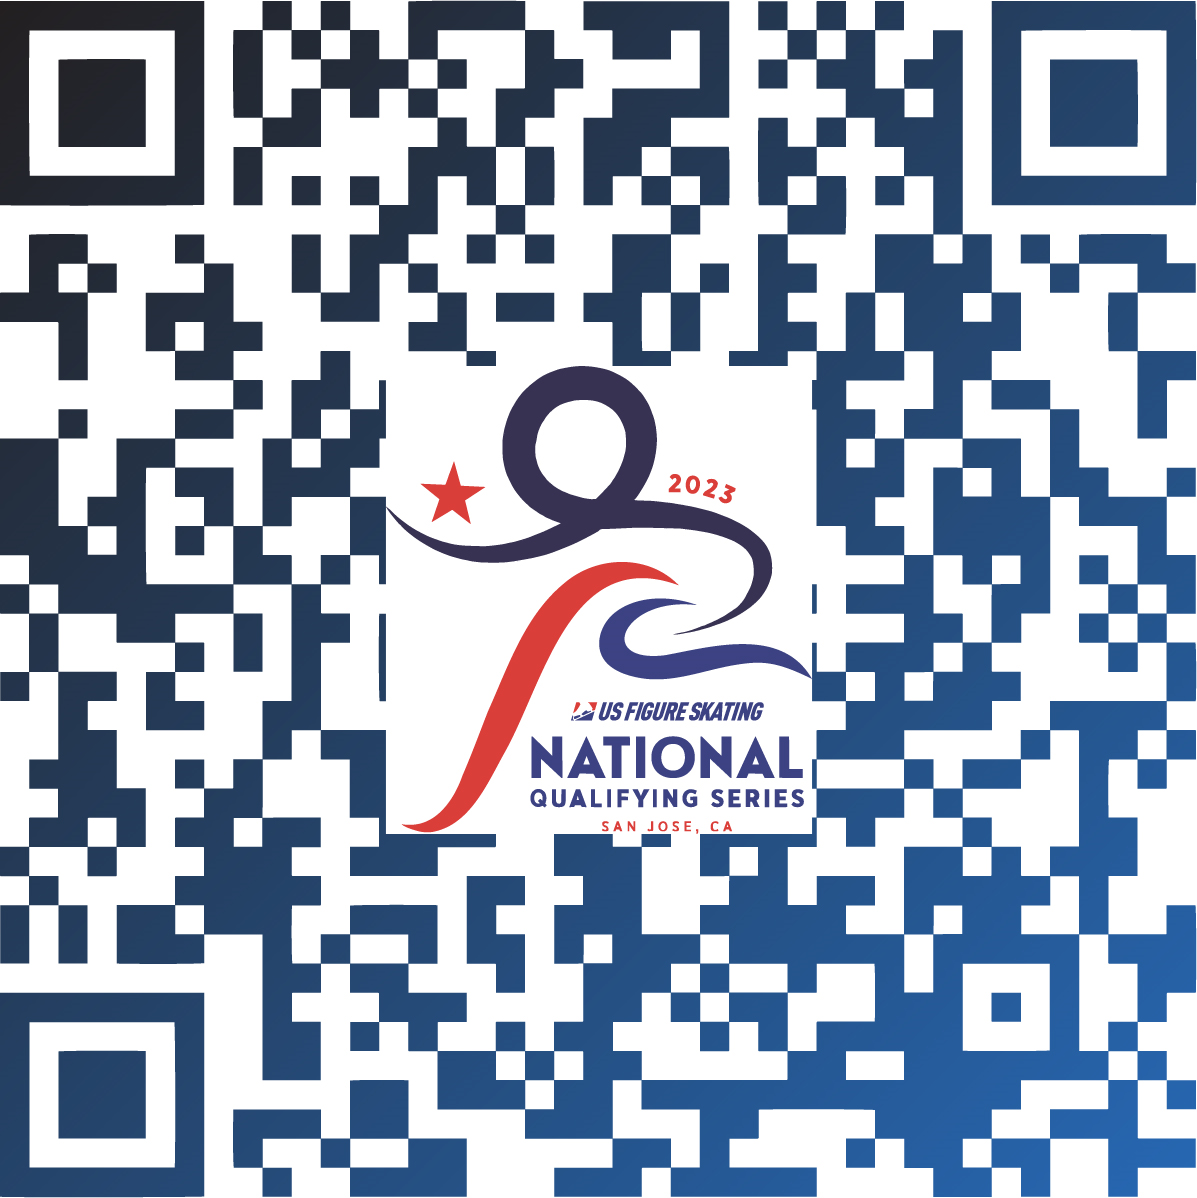 2023
US FIGURE SKATING
NATIONAL
QUALIFYING SERIES
SAN JOSE, CA